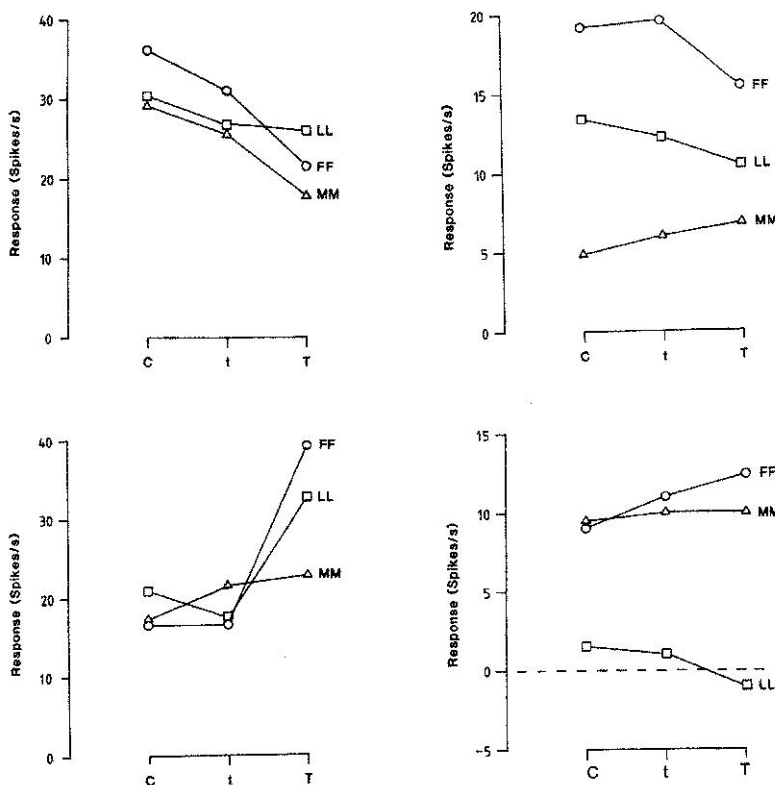 40
30
20
10
0
Response (Spikes/s)
LL
FF
MM
C t T
20
15
10
5
0
Response (Spikes/s)
FF
LL
MM
C t T
40
30
20
10
0
Response (Spikes/s)
FF
LL
MM
C t T
15
10
5
0
-5
Response (Spikes/s)
FF
MM
LL
C t T